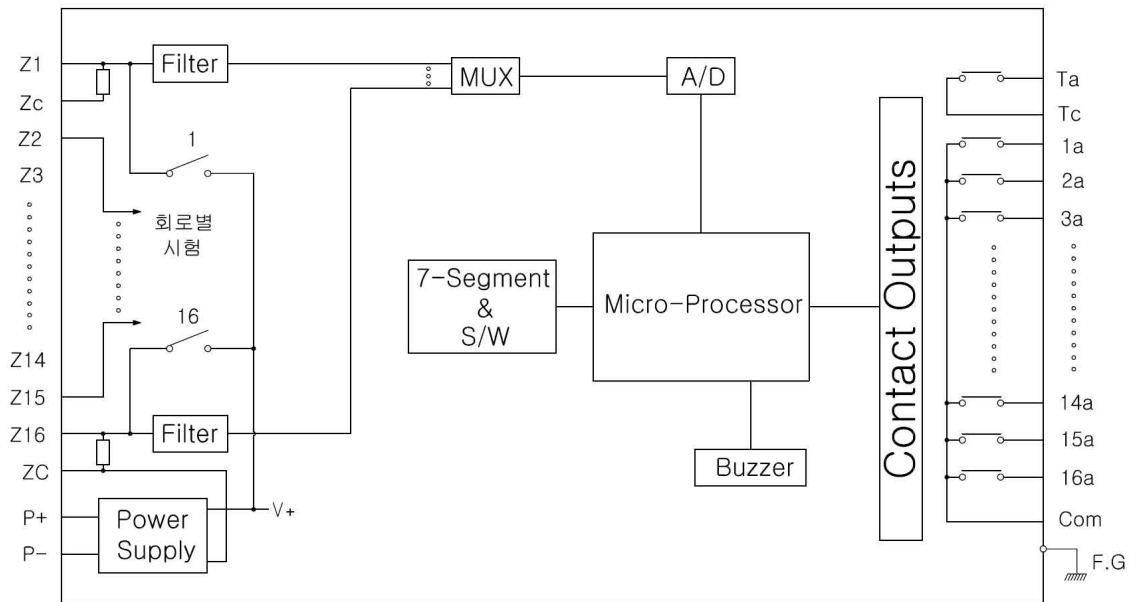 Z1
Zc
Z2
Z3
Z14
Z15
Z16
ZC
P+
P-
Filter
1
회로별
시험
16
Filter
Power
Supply
V+
MUX
A/D
7-Segment
&
S/W
Micro-Processor
Buzzer
Contact Outputs
Ta
Tc
1a
2a
3a
14a
15a
16a
Com
F.G